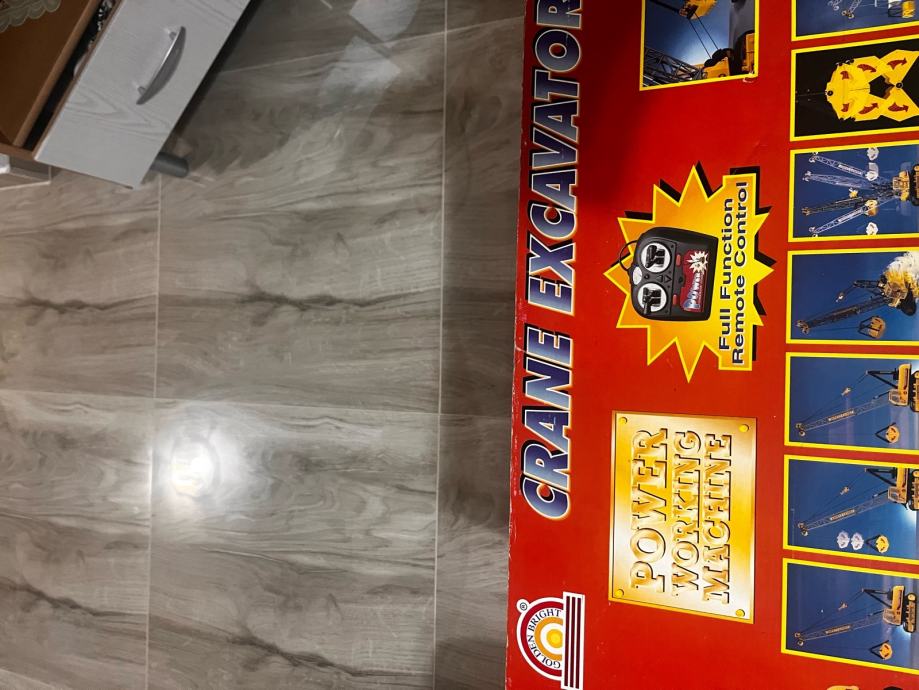 CRANE EXCAVATOR
Full Function
Remote Control
POWER
WORKING
MACHINE
GOLDEN BRIGHT
®